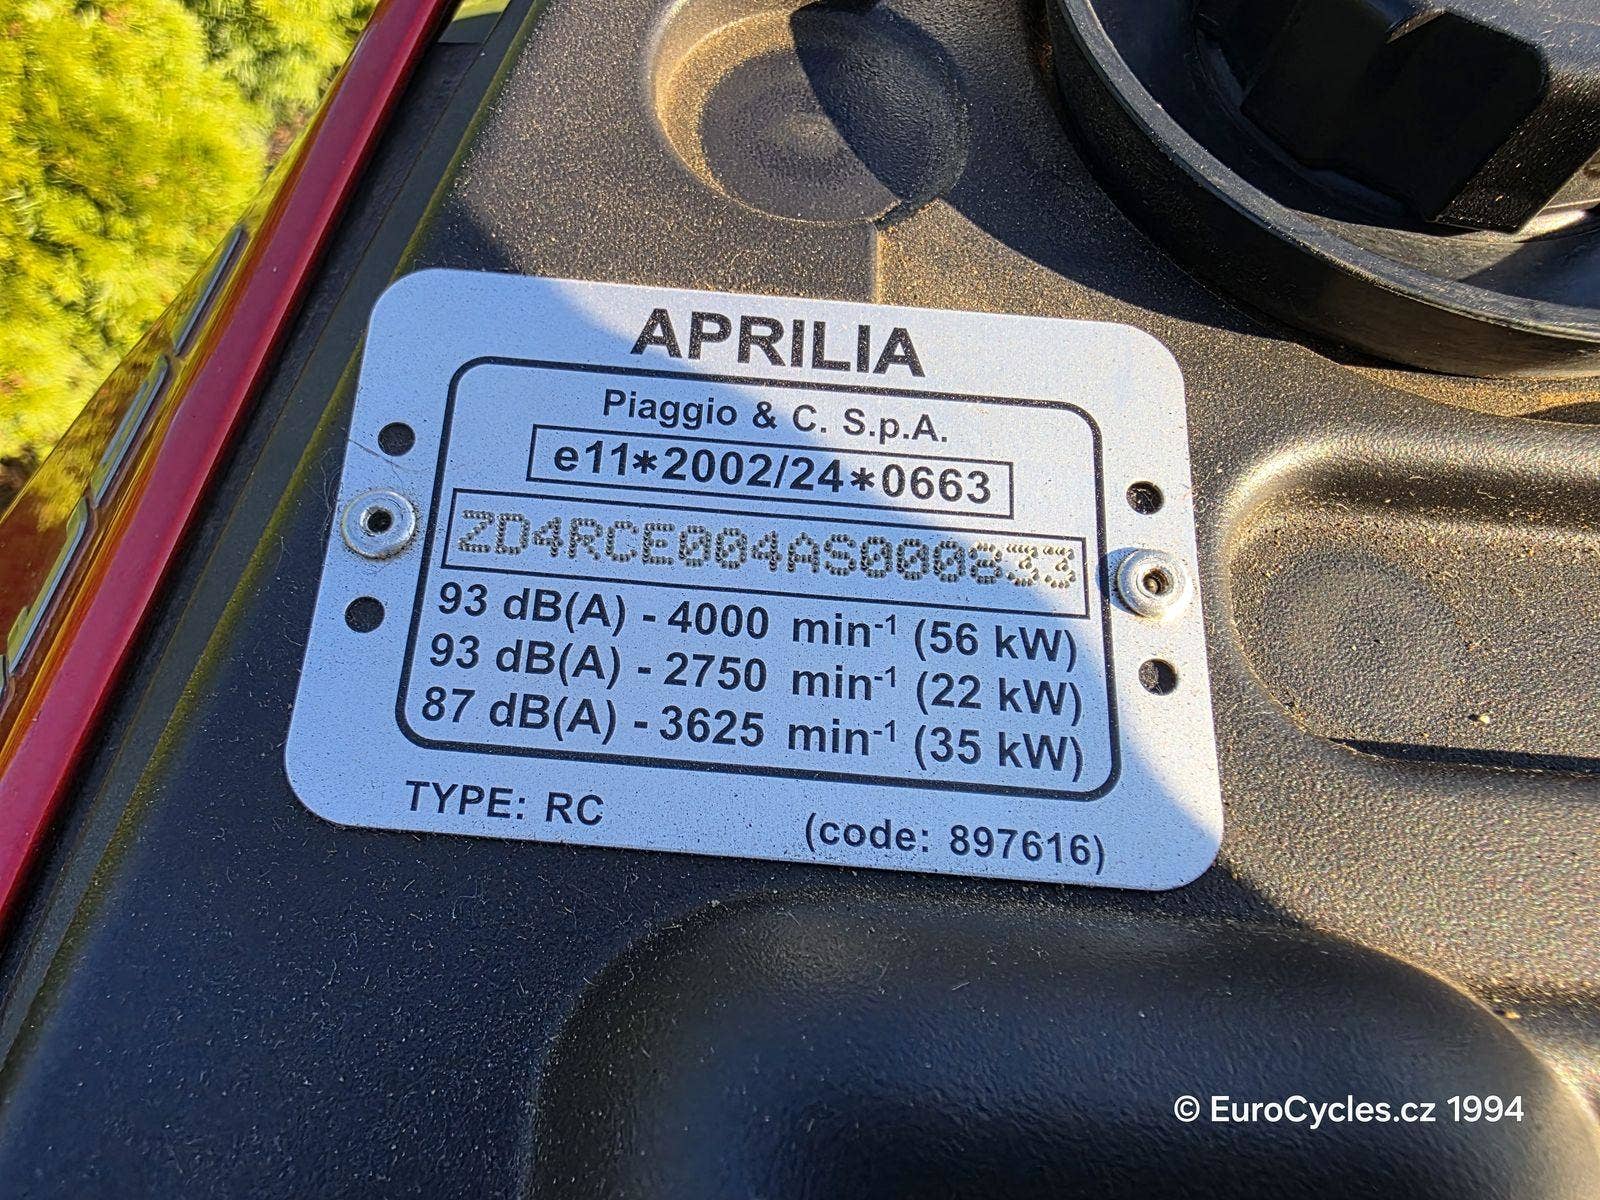 APRILIA
Piaggio & C. S.p.A.
e11*2002/24*0663
ZD4RCE004AS000833
93 dB(A) - 4000 min⁻¹ (56 kW)
93 dB(A) - 2750 min⁻¹ (22 kW)
87 dB(A) - 3625 min⁻¹ (35 kW)
TYPE: RC (code: 897616)
© EuroCycles.cz 1994